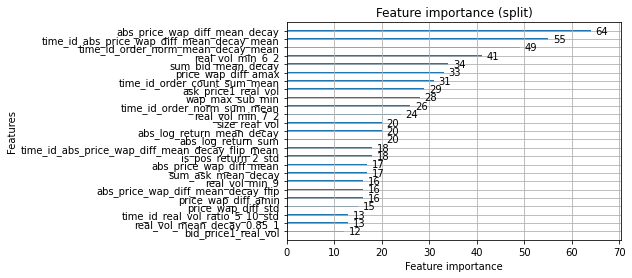 Feature importance (split)
abs_price_wap_diff_mean_decay 64
time_id_abs_price_wap_diff_mean_decay_mean 55
time_id_order_norm_mean_decay_mean 49
real_vol_min_6_2 41
sum_bid_mean_decay 34
price_wap_diff_amax 33
time_id_order_count_sum_mean 31
ask_price1_real_vol 29
wap_max_sub_min 28
time_id_order_norm_sum_mean 26
real_vol_min_7_2 24
size_real_vol 20
abs_log_return_mean_decay 20
abs_log_return_sum 20
time_id_abs_price_wap_diff_mean_decay_flip_mean 18
is_pos_return_2_std 18
abs_price_wap_diff_mean 17
sum_ask_mean_decay 17
real_vol_min_9 16
abs_price_wap_diff_mean_decay_flip 16
price_wap_diff_amin 16
price_wap_diff_std 15
time_id_real_vol_ratio_5_10_std 13
real_vol_mean_decay_0.85_1 13
bid_price1_real_vol 12
Features
0 10 20 30 40 50 60 70
Feature importance